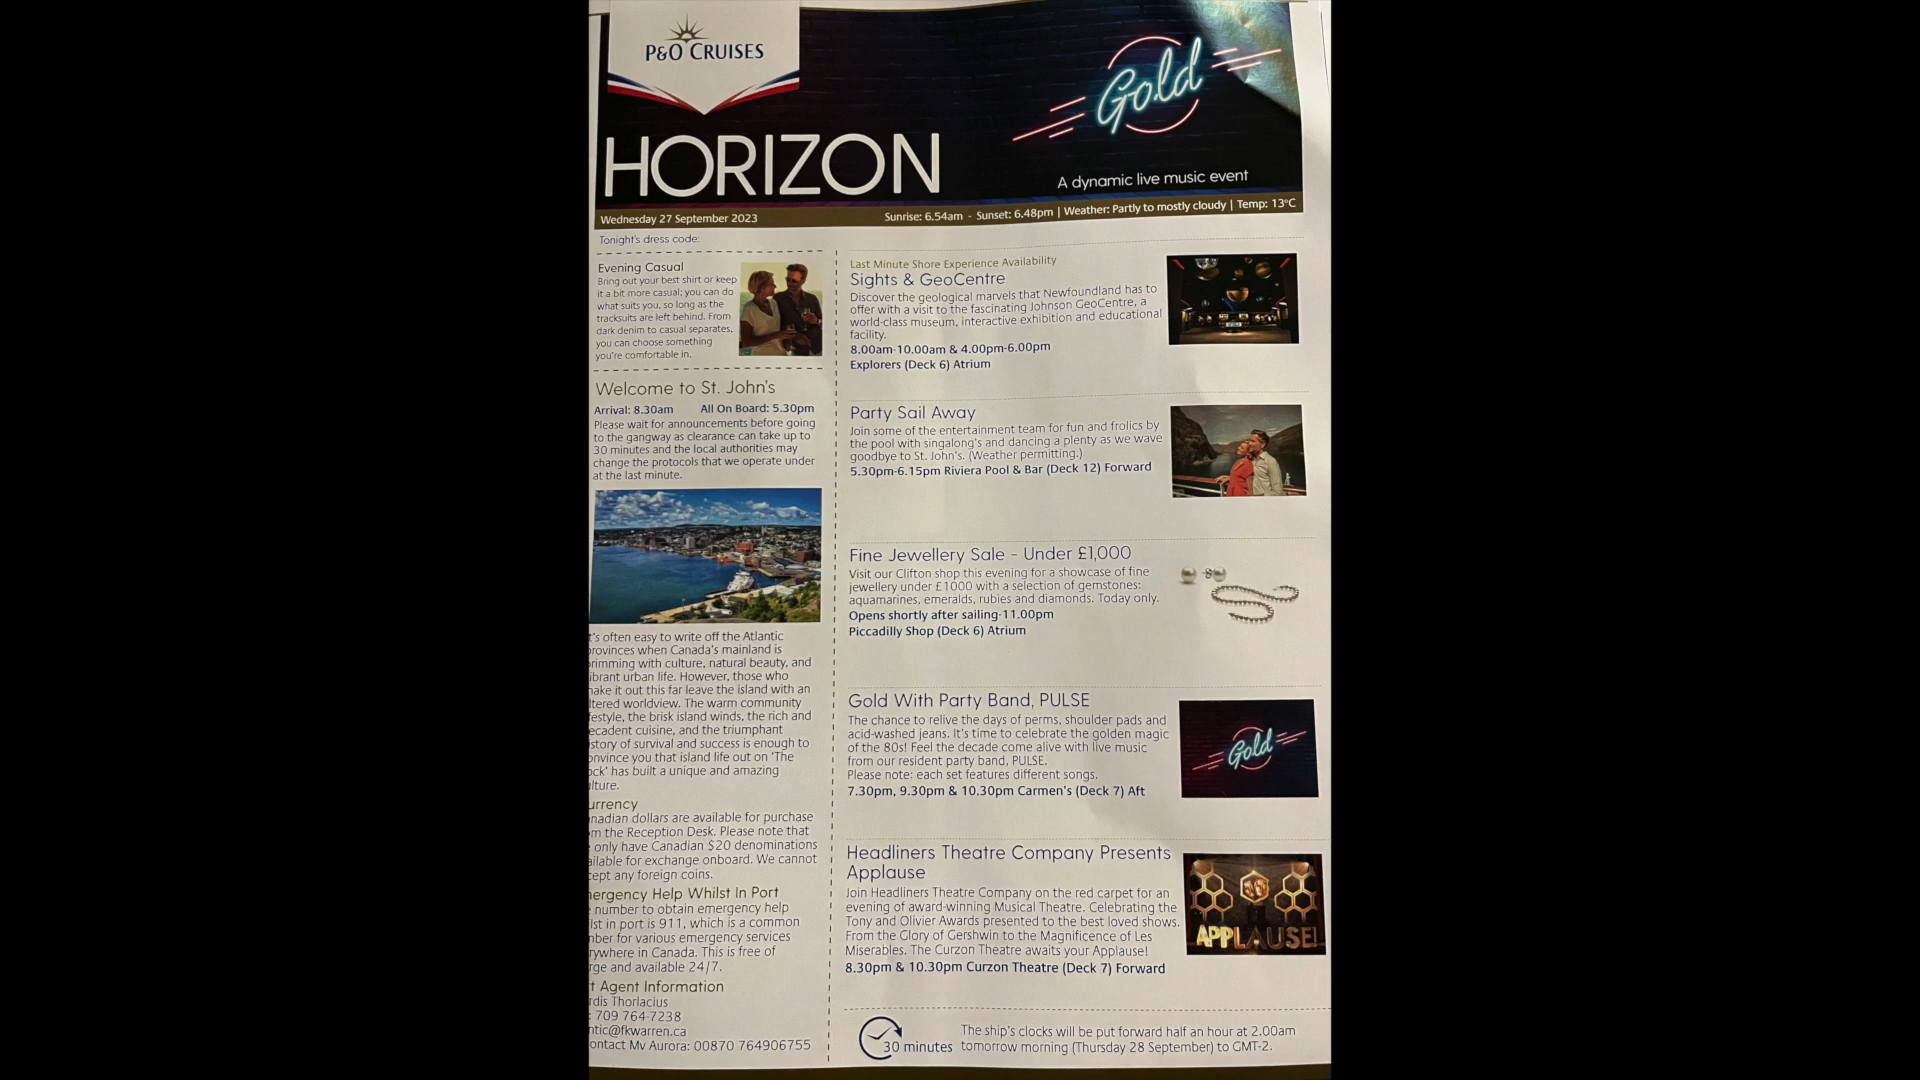 P&O CRUISES
Gold
HORIZON
A dynamic live music event
Wednesday 27 September 2023
Sunrise: 6.54am - Sunset: 6.48pm | Weather: Partly to mostly cloudy | Temp: 13°C
Tonight's dress code:
Evening Casual
Bring out your best shirt or keep
it a bit more casual; you can do
what suits you, so long as the
tracksuits are left behind. From
dark denim to casual separates,
you can choose something
you're comfortable in.
Welcome to St. John's
Arrival: 8.30am All On Board: 5.30pm
Please wait for announcements before going
to the gangway as clearance can take up to
30 minutes and the local authorities may
change the protocols that we operate under
at the last minute.
t's often easy to write off the Atlantic
rovinces when Canada's mainland is
rimming with culture, natural beauty, and
ibrant urban life. However, those who
ake it out this far leave the island with an
ltered worldview. The warm community
festyle, the brisk island winds, the rich and
ecadent cuisine, and the triumphant
istory of survival and success is enough to
onvince you that island life out on 'The
ock' has built a unique and amazing
ulture.
urrency
nadian dollars are available for purchase
m the Reception Desk. Please note that
only have Canadian $20 denominations
ailable for exchange onboard. We cannot
cept any foreign coins.
ergency Help Whilst In Port
number to obtain emergency help
lst in port is 911, which is a common
ber for various emergency services
rywhere in Canada. This is free of
rge and available 24/7.
t Agent Information
rdis Thorlacius
: 709 764-7238
ntic@fkwarren.ca
ontact Mv Aurora: 00870 764906755
Last Minute Shore Experience Availability
Sights & GeoCentre
Discover the geological marvels that Newfoundland has to
offer with a visit to the fascinating Johnson GeoCentre, a
world-class museum, interactive exhibition and educational
facility.
8.00am-10.00am & 4.00pm-6.00pm
Explorers (Deck 6) Atrium
Party Sail Away
Join some of the entertainment team for fun and frolics by
the pool with singalong's and dancing a plenty as we wave
goodbye to St. John's. (Weather permitting.)
5.30pm-6.15pm Riviera Pool & Bar (Deck 12) Forward
Fine Jewellery Sale - Under £1,000
Visit our Clifton shop this evening for a showcase of fine
jewellery under £1000 with a selection of gemstones:
aquamarines, emeralds, rubies and diamonds. Today only.
Opens shortly after sailing-11.00pm
Piccadilly Shop (Deck 6) Atrium
Gold With Party Band, PULSE
The chance to relive the days of perms, shoulder pads and
acid-washed jeans. It's time to celebrate the golden magic
of the 80s! Feel the decade come alive with live music
from our resident party band, PULSE.
Please note: each set features different songs.
7.30pm, 9.30pm & 10.30pm Carmen's (Deck 7) Aft
Gold
Headliners Theatre Company Presents
Applause
Join Headliners Theatre Company on the red carpet for an
evening of award-winning Musical Theatre. Celebrating the
Tony and Olivier Awards presented to the best loved shows.
From the Glory of Gershwin to the Magnificence of Les
Miserables. The Curzon Theatre awaits your Applause!
8.30pm & 10.30pm Curzon Theatre (Deck 7) Forward
APPLAUSE!
30 minutes
The ship's clocks will be put forward half an hour at 2.00am
tomorrow morning (Thursday 28 September) to GMT-2.